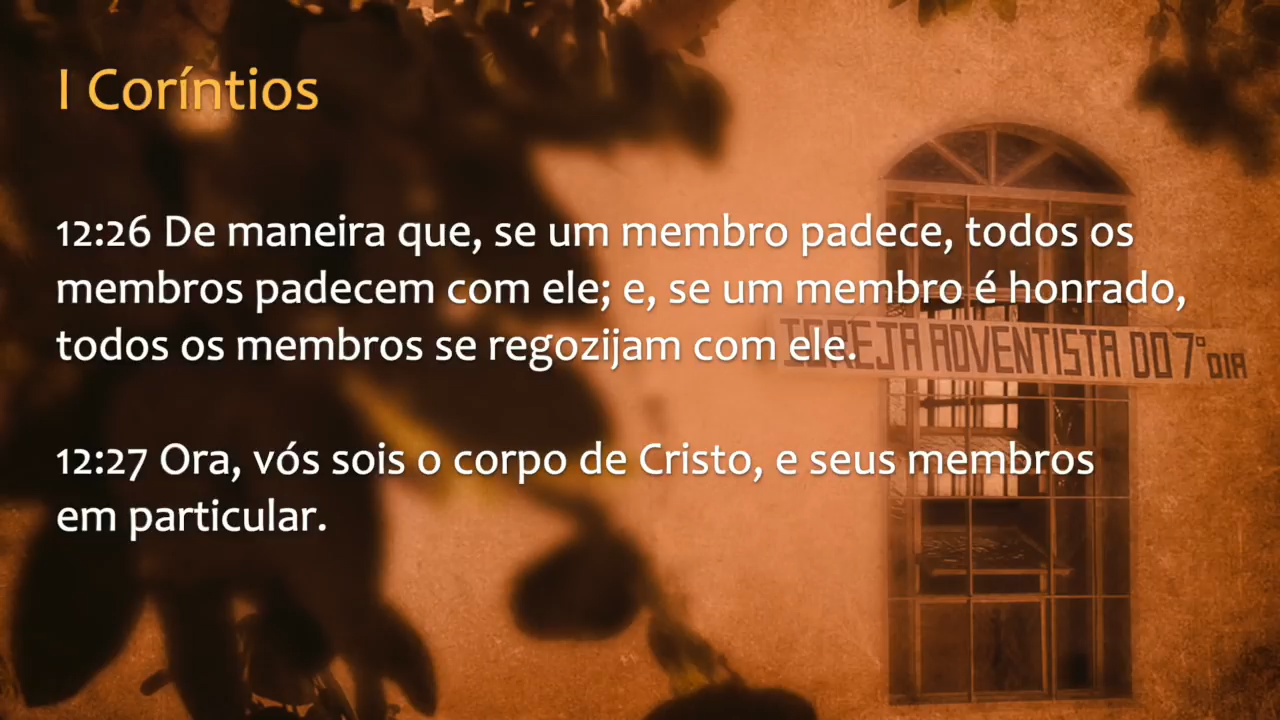 I Coríntios
12:26 De maneira que, se um membro padece, todos os
membros padecem com ele; e, se um membro é honrado,
todos os membros se regozijam com ele.
IGREJA ADVENTISTA DO 7º DIA
12:27 Ora, vós sois o corpo de Cristo, e seus membros
em particular.